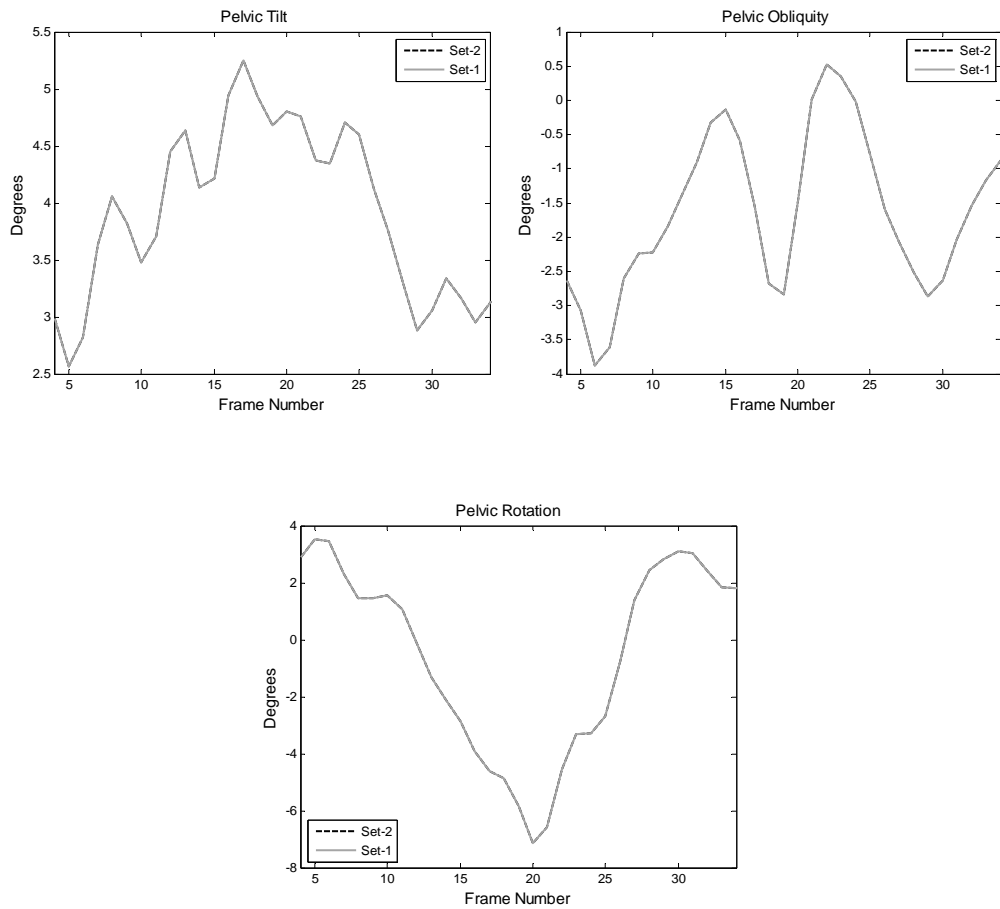 Pelvic Tilt
5.5
5
4.5
4
3.5
3
2.5
Degrees
Set-2
Set-1
5 10 15 20 25 30
Frame Number
Pelvic Obliquity
1
0.5
0
-0.5
-1
-1.5
-2
-2.5
-3
-3.5
-4
Degrees
Set-2
Set-1
5 10 15 20 25 30
Frame Number
Pelvic Rotation
4
2
0
-2
-4
-6
-8
Degrees
Set-2
Set-1
5 10 15 20 25 30
Frame Number